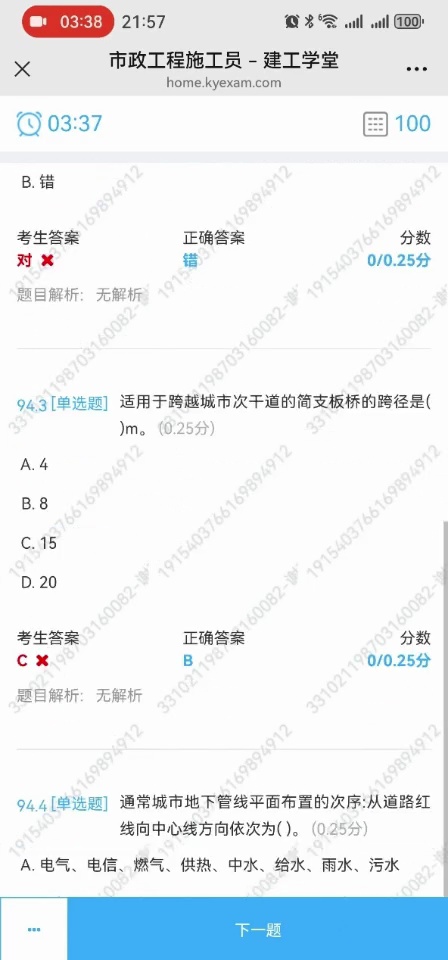 03:38 21:57 100
市政工程施工员 – 建工学堂
home.kyexam.com
03:37 100
B. 错
考生答案 正确答案 分数
对 错 0/0.25分
题目解析: 无解析
94.3 [单选题] 适用于跨越城市次干道的简支板桥的跨径是(
)m。 (0.25分)
A. 4
B. 8
C. 15
D. 20
考生答案 正确答案 分数
C B 0/0.25分
题目解析: 无解析
94.4 [单选题] 通常城市地下管线平面布置的次序:从道路红
线向中心线方向依次为( )。 (0.25分)
A. 电气、电信、燃气、供热、中水、给水、雨水、污水
下一题